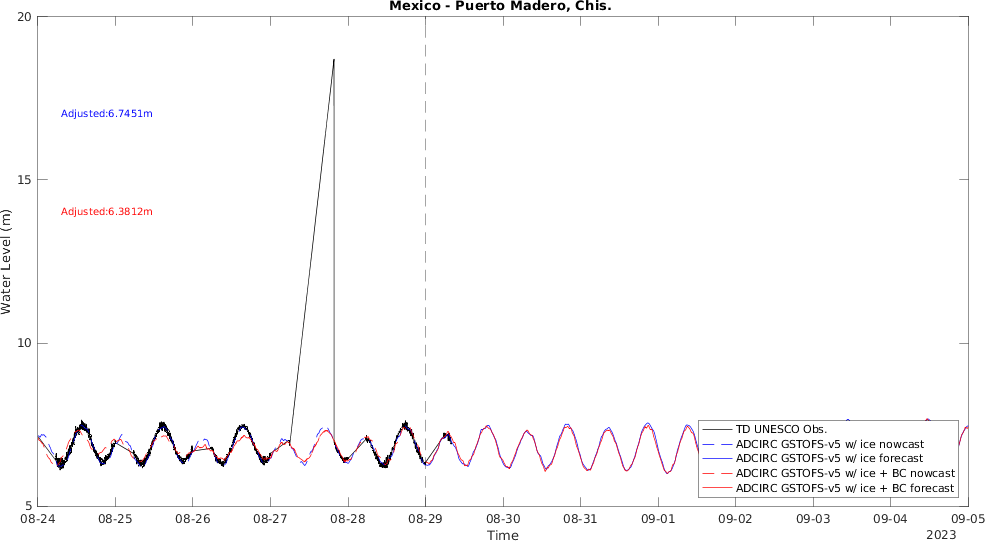 Mexico - Puerto Madero, Chis.
20
15
10
5
Water Level (m)
Adjusted:6.7451m
Adjusted:6.3812m
TD UNESCO Obs.
ADCIRC GSTOFS-v5 w/ ice nowcast
ADCIRC GSTOFS-v5 w/ ice forecast
ADCIRC GSTOFS-v5 w/ ice + BC nowcast
ADCIRC GSTOFS-v5 w/ ice + BC forecast
08-24 08-25 08-26 08-27 08-28 08-29 08-30 08-31 09-01 09-02 09-03 09-04 09-05
Time
2023